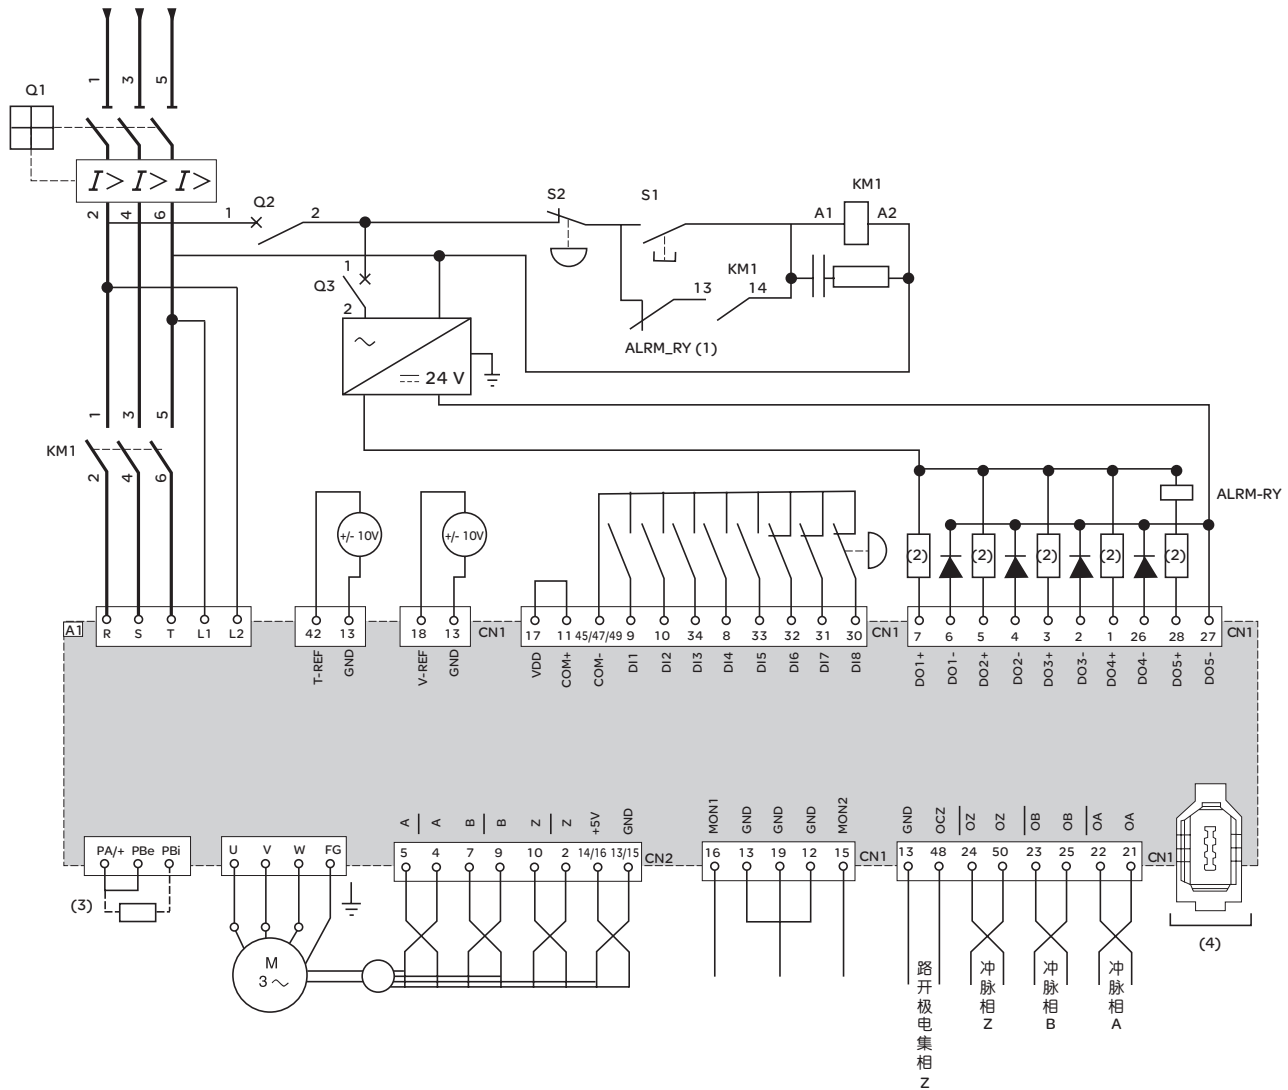 1 3 5
Q1
I> I> I>
2 4 6
1 Q2 2
S2 S1 KM1
A1 A2
1
Q3
2
13 KM1 14
ALRM_RY (1)
24 V
1 3 5
KM1
2 4 6
+/- 10V
+/- 10V
ALRM-RY
(2) (2) (2) (2) (2)
A1
R S T L1 L2
42 13
T-REF GND
18 13 CN1
V-REF GND
17 11 45/47/49 9 10 34 8 33 32 31 30 CN1
VDD COM+ COM- DI1 DI2 DI3 DI4 DI5 DI6 DI7 DI8
7 6 5 4 3 2 1 26 28 27 CN1
DO1+ DO1- DO2+ DO2- DO3+ DO3- DO4+ DO4- DO5+ DO5-
PA/+ PBe PBi
(3)
U V W FG
M
3 ~
A A B B Z Z +5V GND
5 4 7 9 10 2 14/16 13/15 CN2
MON1 GND GND GND MON2
16 13 19 12 15 CN1
GND OCZ OZ OZ OB OB OA OA
13 48 24 50 23 25 22 21 CN1
(4)
路开极电集相Z
冲脉相Z
冲脉相B
冲脉相A